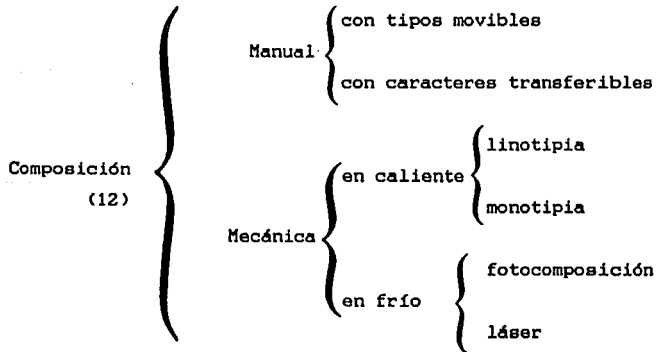 con tipos movibles
Manual
con caracteres transferibles
Composición
(12)
Mecánica
en caliente
linotipia
monotipia
en frío
fotocomposición
láser